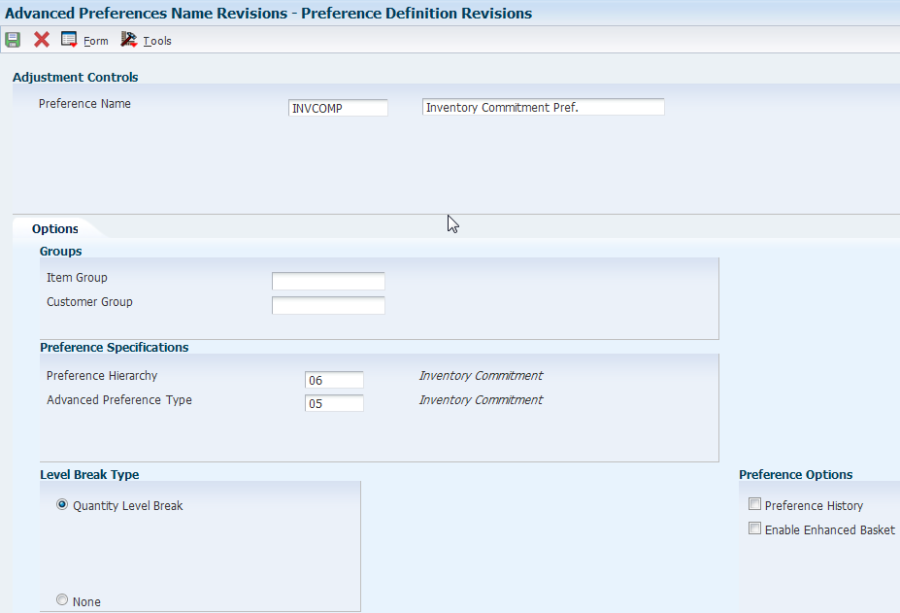 Advanced Preferences Name Revisions - Preference Definition Revisions
Form Tools
Adjustment Controls
Preference Name INVCOMP Inventory Commitment Pref.
Options
Groups
Item Group
Customer Group
Preference Specifications
Preference Hierarchy 06 Inventory Commitment
Advanced Preference Type 05 Inventory Commitment
Level Break Type Preference Options
Quantity Level Break Preference History
Enable Enhanced Basket
None